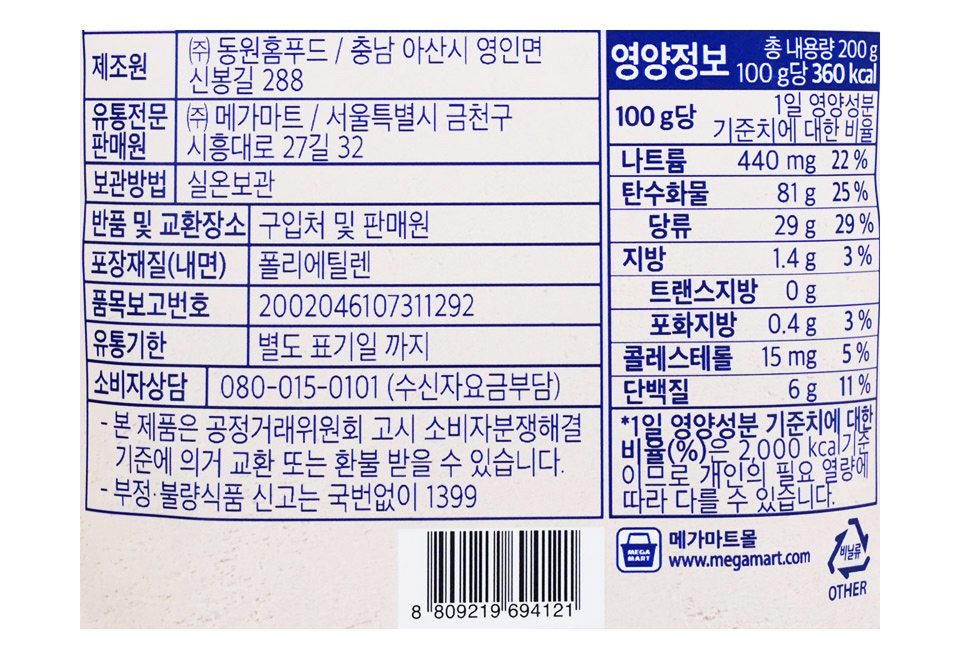 제조원
㈜ 동원홈푸드 / 충남 아산시 영인면
신봉길 288
유통전문
판매원
㈜ 메가마트 / 서울특별시 금천구
시흥대로 27길 32
보관방법 실온보관
반품 및 교환장소 구입처 및 판매원
포장재질(내면) 폴리에틸렌
품목보고번호 2002046107311292
유통기한 별도 표기일 까지
소비자상담 080-015-0101 (수신자요금부담)
- 본 제품은 공정거래위원회 고시 소비자분쟁해결
기준에 의거 교환 또는 환불 받을 수 있습니다.
- 부정·불량식품 신고는 국번없이 1399
8 809219 694121
영양정보
총 내용량 200 g
100 g당 360 kcal
100 g당
1일 영양성분
기준치에 대한 비율
나트륨 440 mg 22 %
탄수화물 81 g 25 %
당류 29 g 29 %
지방 1.4 g 3 %
트랜스지방 0 g
포화지방 0.4 g 3 %
콜레스테롤 15 mg 5 %
단백질 6 g 11 %
*1일 영양성분 기준치에 대한
비율(%)은 2,000 kcal기준
이므로 개인의 필요 열량에
따라 다를 수 있습니다.
MEGA
MART
메가마트몰
www.megamart.com
비닐류
OTHER